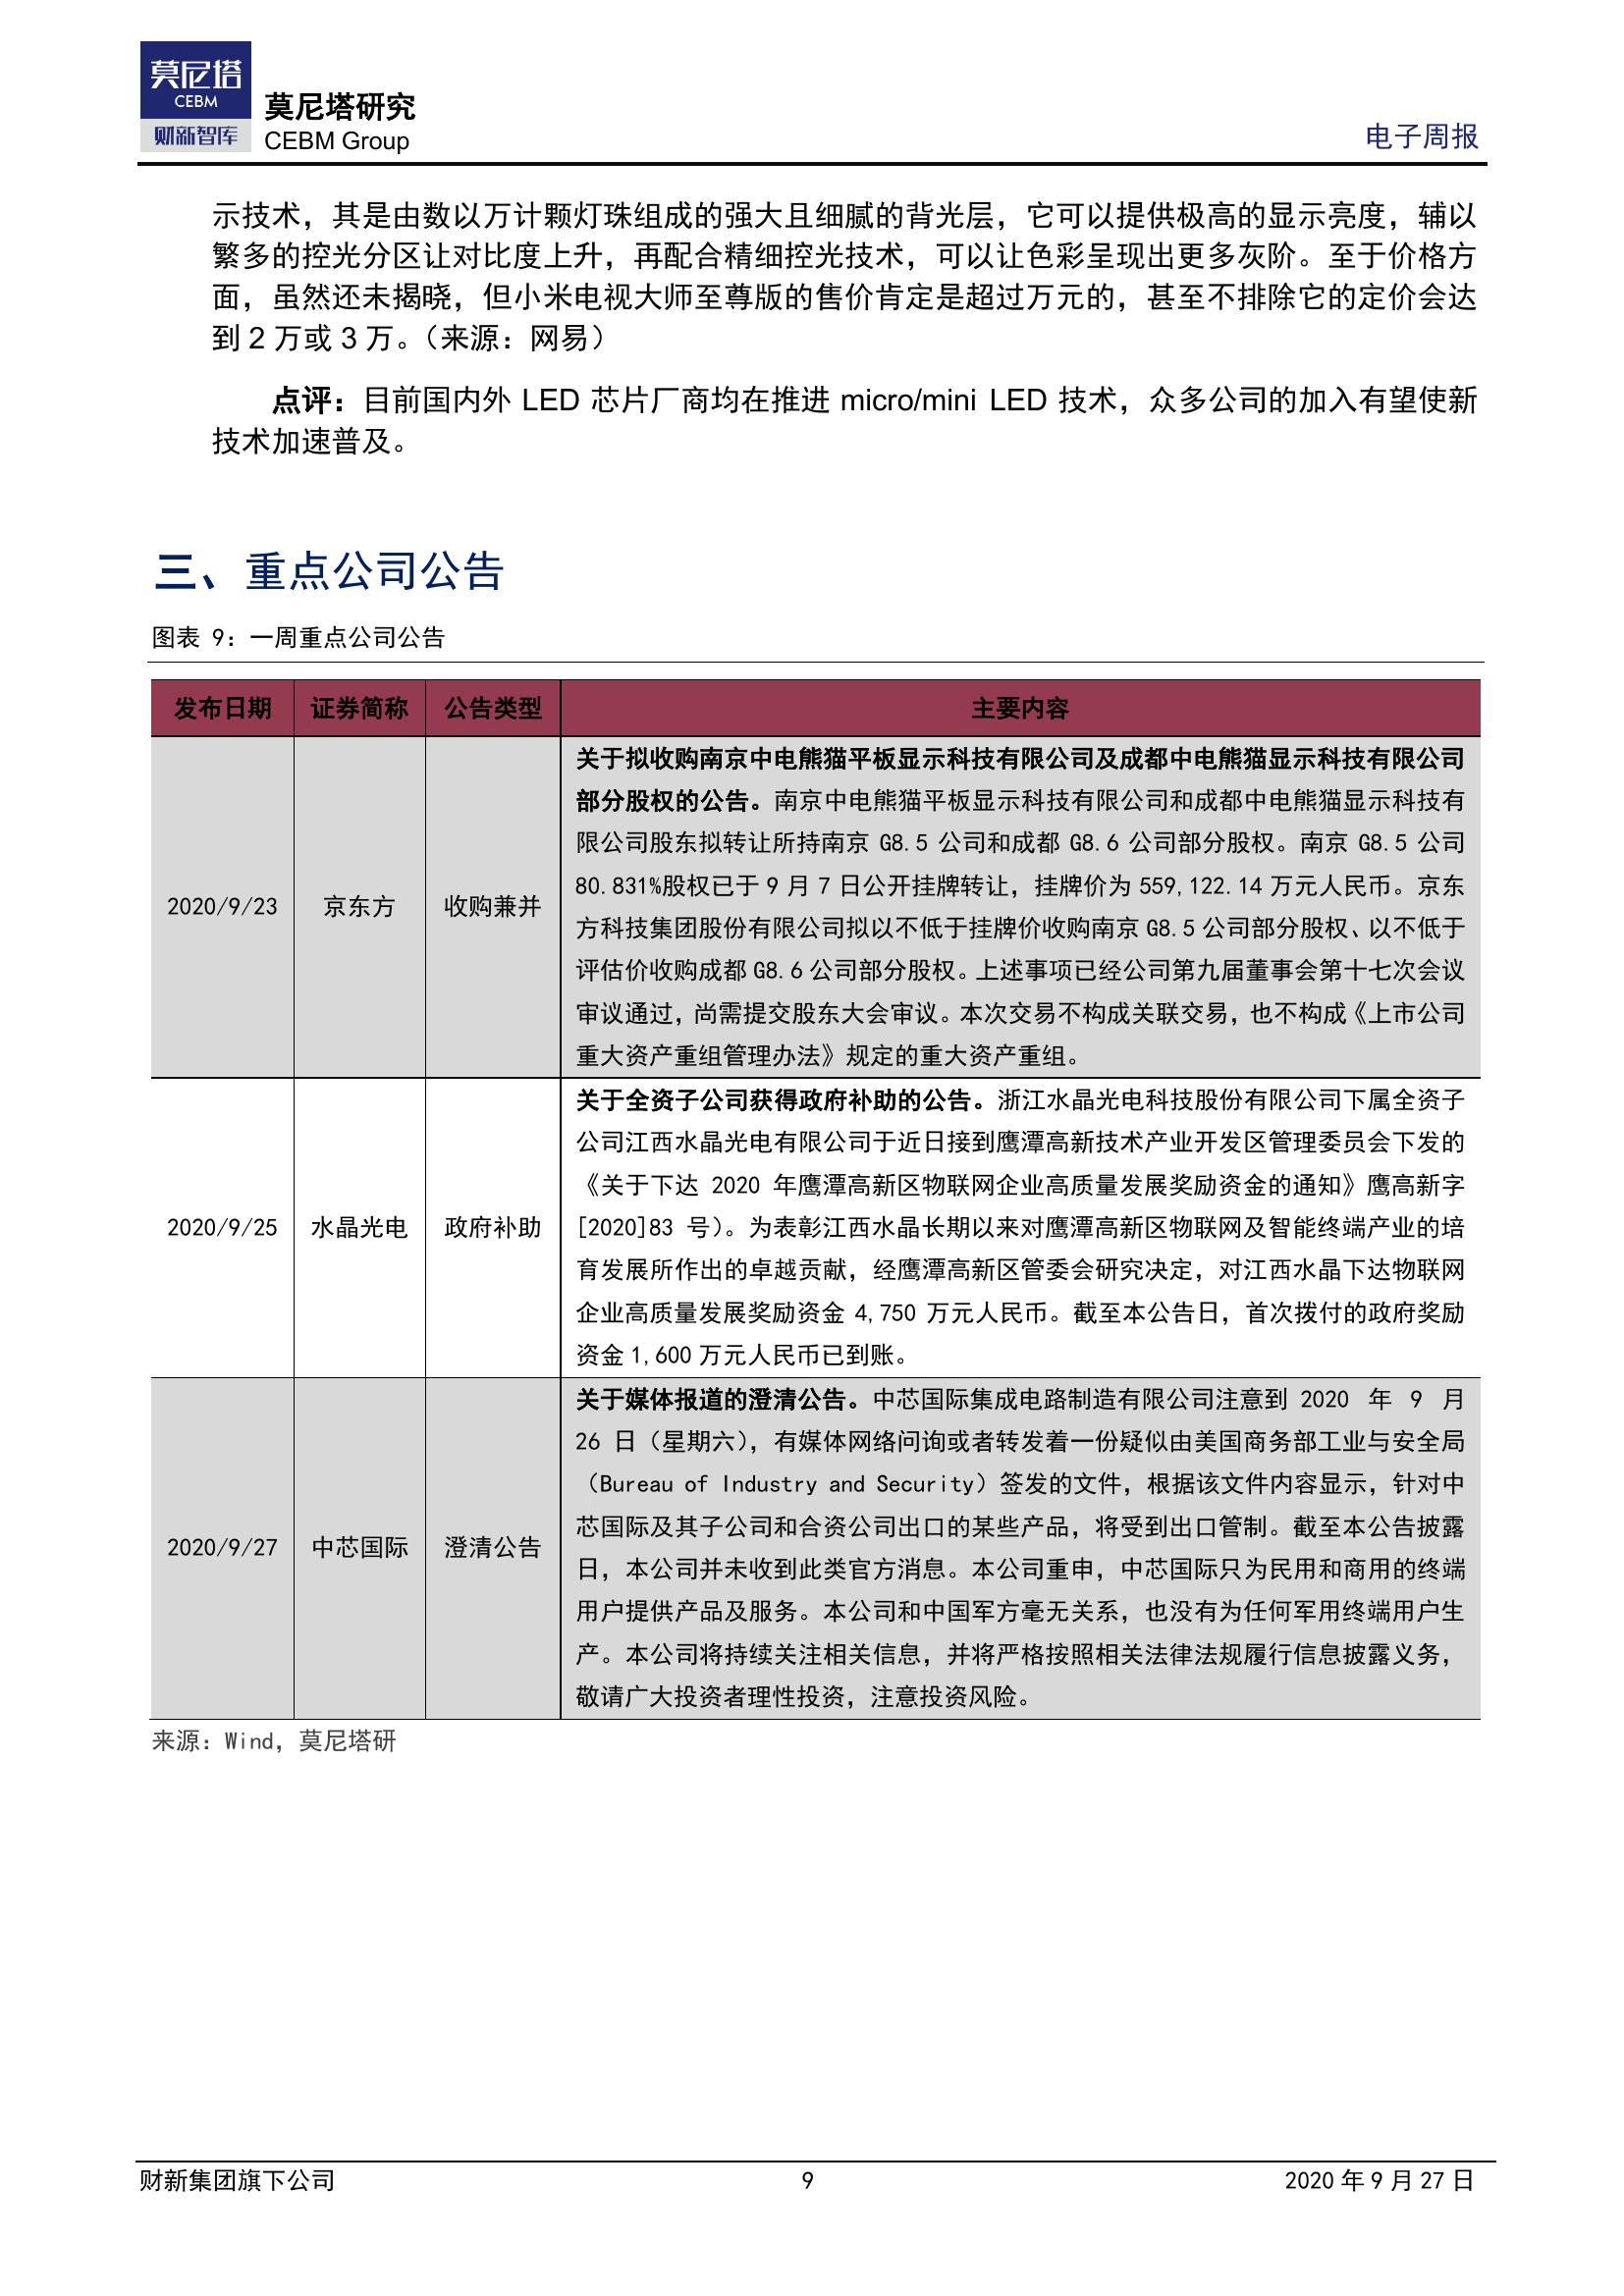 莫尼塔
CEBM
财新智库
莫尼塔研究
CEBM Group
电子周报
示技术，其是由数以万计颗灯珠组成的强大且细腻的背光层，它可以提供极高的显示亮度，辅以
繁多的控光分区让对比度上升，再配合精细控光技术，可以让色彩呈现出更多灰阶。至于价格方
面，虽然还未揭晓，但小米电视大师至尊版的售价肯定是超过万元的，甚至不排除它的定价会达
到 2 万或 3 万。（来源：网易）
点评：目前国内外 LED 芯片厂商均在推进 micro/mini LED 技术，众多公司的加入有望使新
技术加速普及。
三、重点公司公告
图表 9：一周重点公司公告
发布日期 证券简称 公告类型 主要内容
2020/9/23 京东方 收购兼并
关于拟收购南京中电熊猫平板显示科技有限公司及成都中电熊猫显示科技有限公司
部分股权的公告。南京中电熊猫平板显示科技有限公司和成都中电熊猫显示科技有
限公司股东拟转让所持南京 G8.5 公司和成都 G8.6 公司部分股权。南京 G8.5 公司
80.831%股权已于 9 月 7 日公开挂牌转让，挂牌价为 559,122.14 万元人民币。京东
方科技集团股份有限公司拟以不低于挂牌价收购南京 G8.5 公司部分股权、以不低于
评估价收购成都 G8.6 公司部分股权。上述事项已经公司第九届董事会第十七次会议
审议通过，尚需提交股东大会审议。本次交易不构成关联交易，也不构成《上市公司
重大资产重组管理办法》规定的重大资产重组。
2020/9/25 水晶光电 政府补助
关于全资子公司获得政府补助的公告。浙江水晶光电科技股份有限公司下属全资子
公司江西水晶光电有限公司于近日接到鹰潭高新技术产业开发区管理委员会下发的
《关于下达 2020 年鹰潭高新区物联网企业高质量发展奖励资金的通知》鹰高新字
[2020]83 号）。为表彰江西水晶长期以来对鹰潭高新区物联网及智能终端产业的培
育发展所作出的卓越贡献，经鹰潭高新区管委会研究决定，对江西水晶下达物联网
企业高质量发展奖励资金 4,750 万元人民币。截至本公告日，首次拨付的政府奖励
资金 1,600 万元人民币已到账。
2020/9/27 中芯国际 澄清公告
关于媒体报道的澄清公告。中芯国际集成电路制造有限公司注意到 2020 年 9 月
26 日（星期六），有媒体网络问询或者转发着一份疑似由美国商务部工业与安全局
（Bureau of Industry and Security）签发的文件，根据该文件内容显示，针对中
芯国际及其子公司和合资公司出口的某些产品，将受到出口管制。截至本公告披露
日，本公司并未收到此类官方消息。本公司重申，中芯国际只为民用和商用的终端
用户提供产品及服务。本公司和中国军方毫无关系，也没有为任何军用终端用户生
产。本公司将持续关注相关信息，并将严格按照相关法律法规履行信息披露义务，
敬请广大投资者理性投资，注意投资风险。
来源：Wind，莫尼塔研
财新集团旗下公司 9 2020 年 9 月 27 日